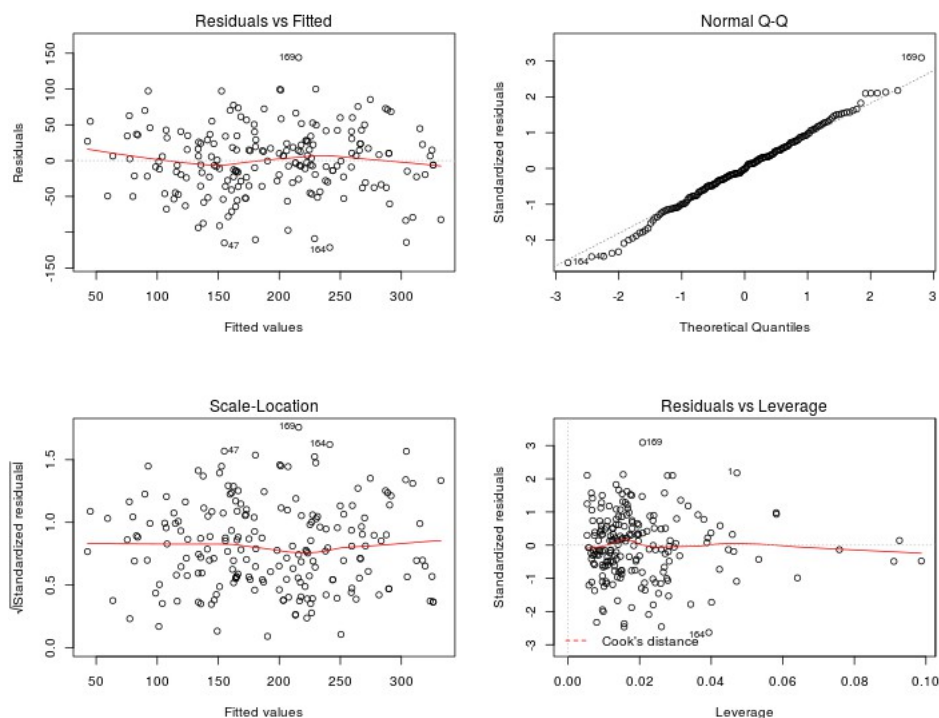 Residuals vs Fitted
Residuals
150
100
50
0
-50
-150
169
47
164
50 100 150 200 250 300
Fitted values
Normal Q-Q
Standardized residuals
3
2
1
0
-1
-2
169
164
-3 -2 -1 0 1 2 3
Theoretical Quantiles
Scale-Location
√|Standardized residuals|
1.5
1.0
0.5
0.0
169
47
164
50 100 150 200 250 300
Fitted values
Residuals vs Leverage
Standardized residuals
3
2
1
0
-1
-2
-3
169
1
164
Cook's distance
0.00 0.02 0.04 0.06 0.08 0.10
Leverage